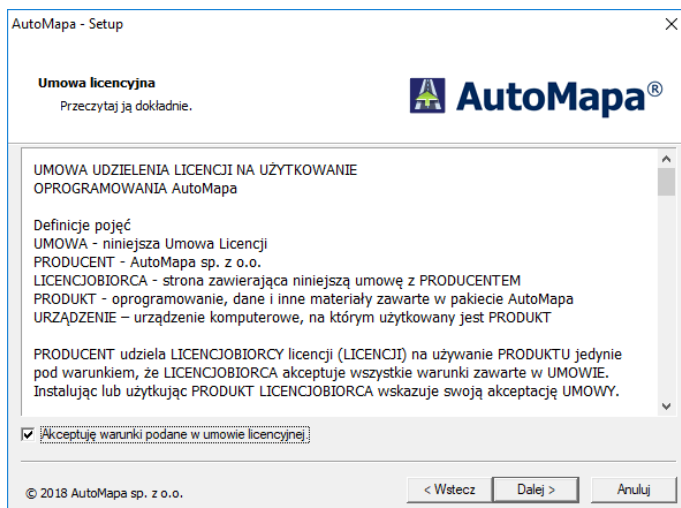 AutoMapa - Setup
Umowa licencyjna
Przeczytaj ją dokładnie.
AutoMapa®
UMOWA UDZIELENIA LICENCJI NA UŻYTKOWANIE
OPROGRAMOWANIA AutoMapa
Definicje pojęć
UMOWA - niniejsza Umowa Licencji
PRODUCENT - AutoMapa sp. z o.o.
LICENCJOBIORCA - strona zawierająca niniejszą umowę z PRODUCENTEM
PRODUKT - oprogramowanie, dane i inne materiały zawarte w pakiecie AutoMapa
URZĄDZENIE – urządzenie komputerowe, na którym użytkowany jest PRODUKT
PRODUCENT udziela LICENCJOBIORCY licencji (LICENCJI) na używanie PRODUKTU jedynie
pod warunkiem, że LICENCJOBIORCA akceptuje wszystkie warunki zawarte w UMOWIE.
Instalując lub użytkując PRODUKT LICENCJOBIORCA wskazuje swoją akceptację UMOWY.
Akceptuję warunki podane w umowie licencyjnej.
© 2018 AutoMapa sp. z o.o.
< Wstecz
Dalej >
Anuluj